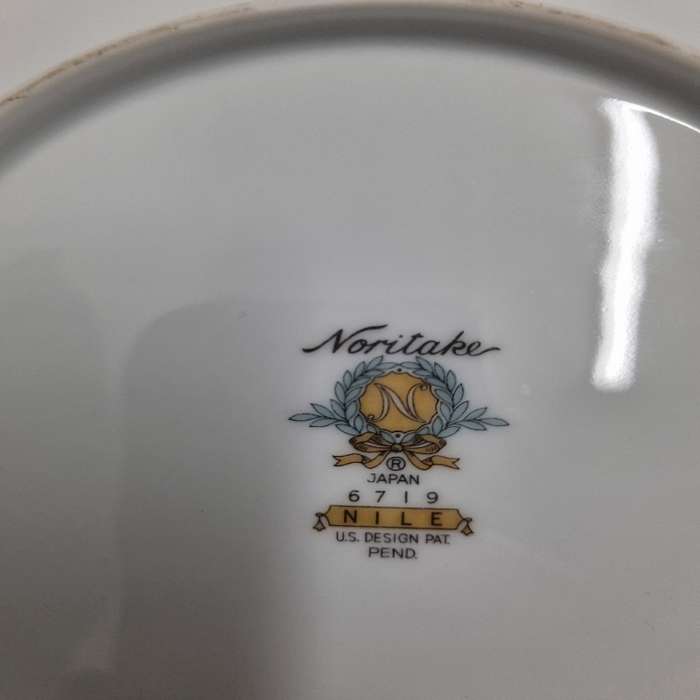 Noritake
N
®
JAPAN
6719
NILE
U.S. DESIGN PAT.
PEND.